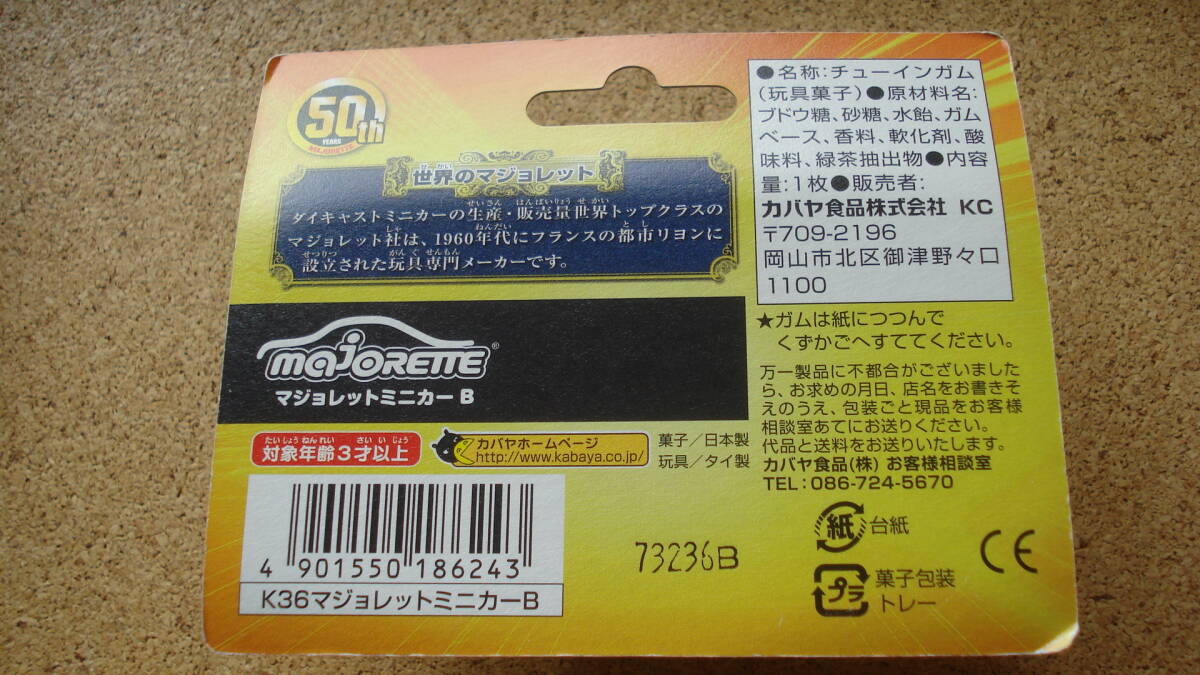 50th
YEARS
MAJORETTE
世界のマジョレット
ダイキャストミニカーの生産・販売量世界トップクラスの
マジョレット社は、1960年代にフランスの都市リヨンに
設立された玩具専門メーカーです。
majORETTE®
マジョレットミニカー B
たいしょうねんれい さい いじょう
対象年齢3才以上
カバヤホームページ
http://www.kabaya.co.jp/
菓子/日本製
玩具/タイ製
4 901550 186243
K36マジョレットミニカーB
73236B
●名称:チューインガム
(玩具菓子)●原材料名:
ブドウ糖、砂糖、水飴、ガム
ベース、香料、軟化剤、酸
味料、緑茶抽出物●内容
量:1枚●販売者:
カバヤ食品株式会社 KC
〒709-2196
岡山市北区御津野々口
1100
★ガムは紙につつんで
くずかごへすててください。
万一製品に不都合がございました
ら、お求めの月日、店名をお書きそ
えのうえ、包装ごと現品をお客様
相談室あてにお送りください。
代品と送料をお送りいたします。
カバヤ食品(株) お客様相談室
TEL:086-724-5670
紙 台紙
プラ 菓子包装
トレー
CE